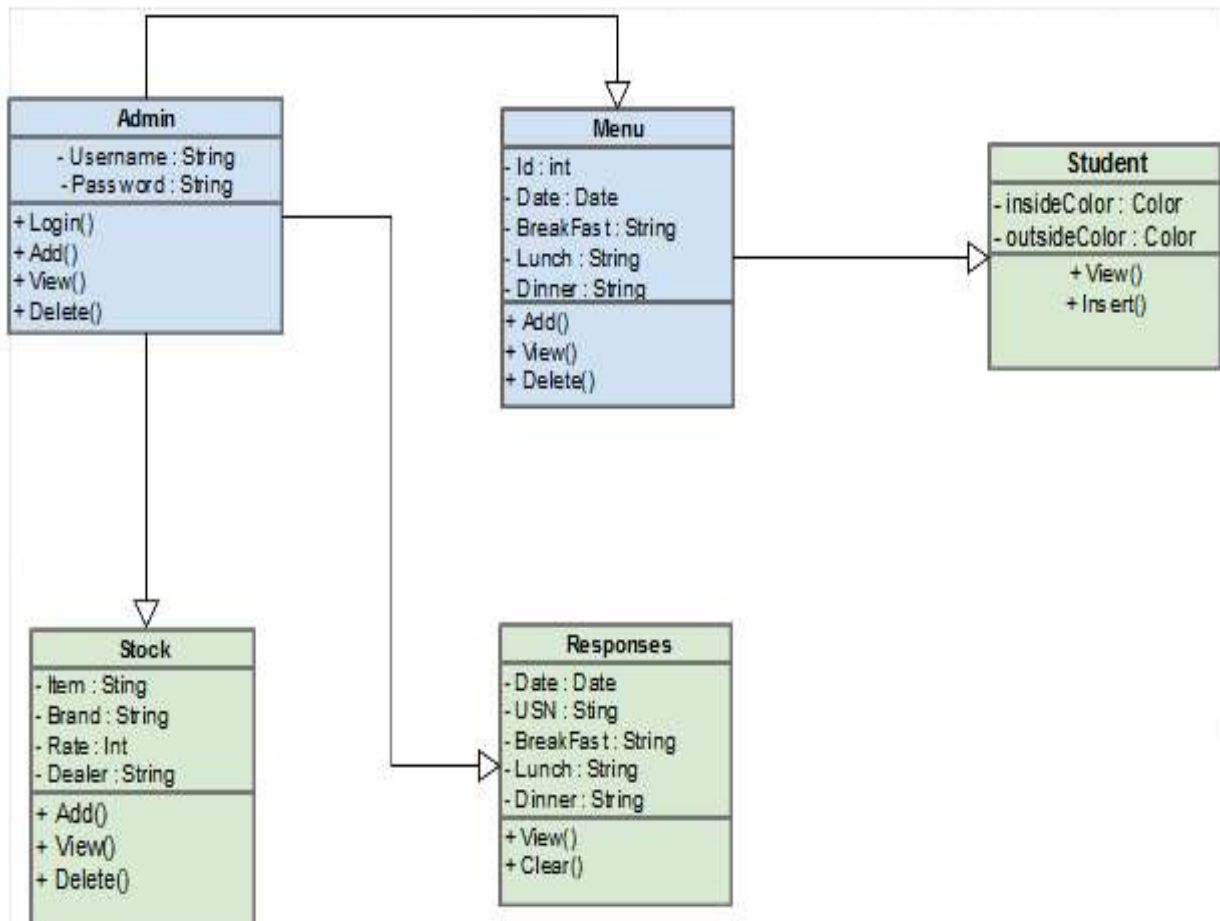 Admin
- Username : String
- Password : String
+ Login()
+ Add()
+ View()
+ Delete()
Menu
- Id : int
- Date : Date
- BreakFast : String
- Lunch : String
- Dinner : String
+ Add()
+ View()
+ Delete()
Student
- insideColor : Color
- outsideColor : Color
+ View()
+ Insert()
Stock
- Item : Sting
- Brand : String
- Rate : Int
- Dealer : String
+ Add()
+ View()
+ Delete()
Responses
- Date : Date
- USN : Sting
- BreakFast : String
- Lunch : String
- Dinner : String
+ View()
+ Clear()